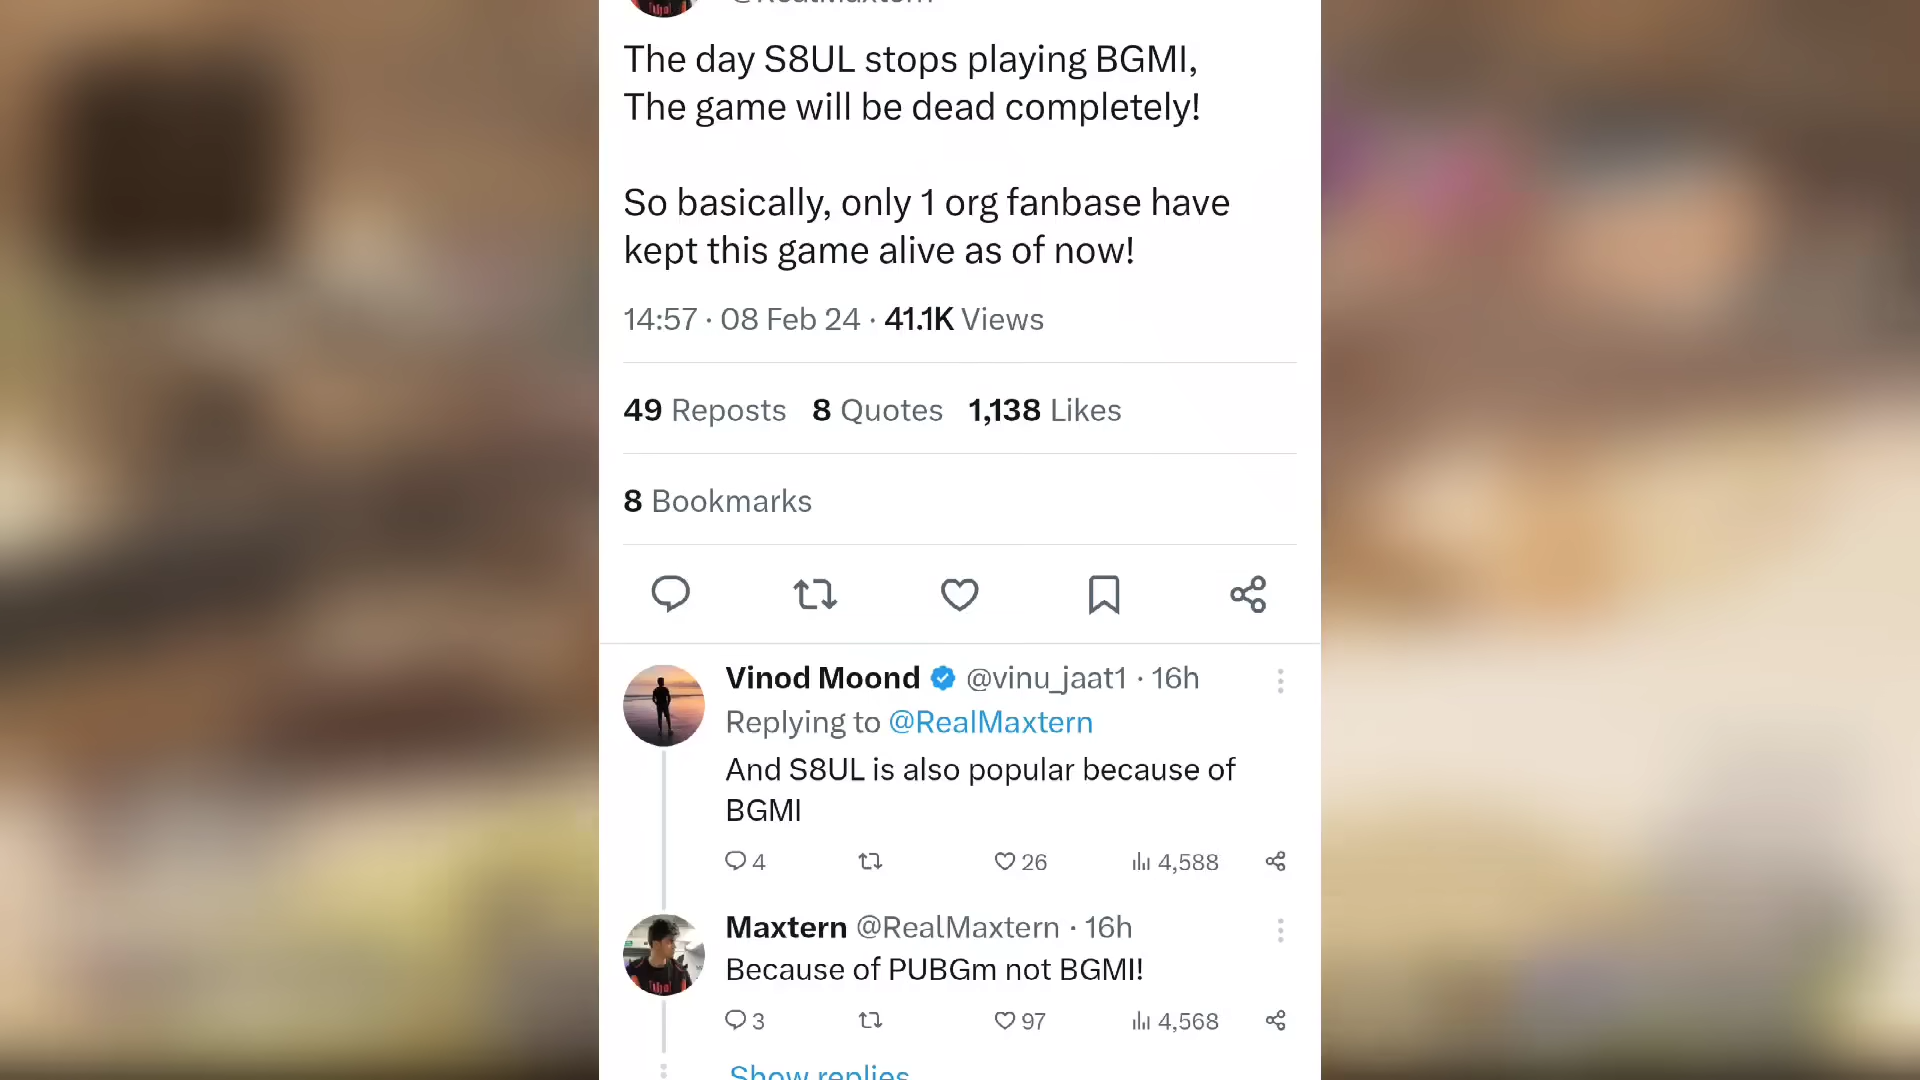 @RealMaxtern
The day S8UL stops playing BGMI,
The game will be dead completely!
So basically, only 1 org fanbase have
kept this game alive as of now!
14:57 · 08 Feb 24 · 41.1K Views
49 Reposts 8 Quotes 1,138 Likes
8 Bookmarks
Vinod Moond @vinu_jaat1 · 16h
Replying to @RealMaxtern
And S8UL is also popular because of
BGMI
4 26 4,588
Maxtern @RealMaxtern · 16h
Because of PUBGm not BGMI!
3 97 4,568
Show replies